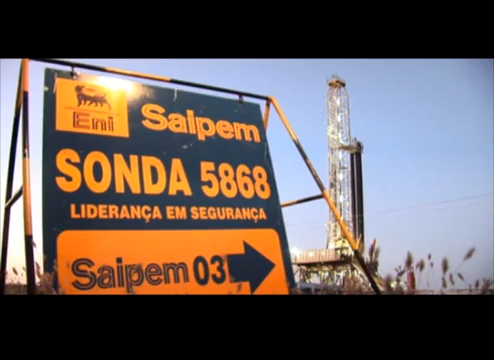 Eni
Saipem
SONDA 5868
LIDERANÇA EM SEGURANÇA
Saipem 03